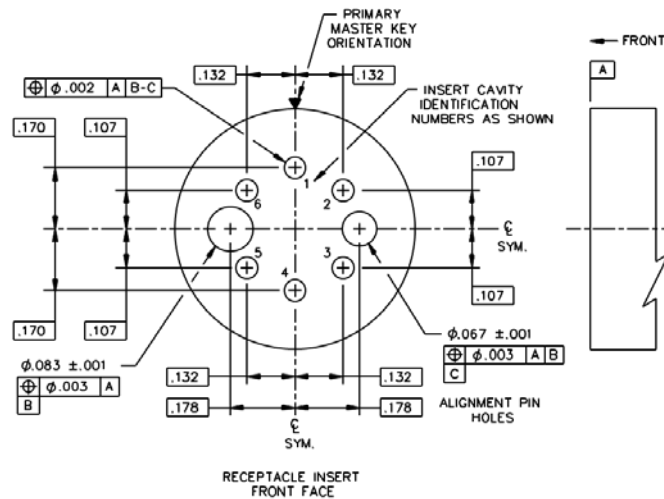 PRIMARY
MASTER KEY
ORIENTATION
FRONT
A
.132
.132
⌖ ⌀.002 A B-C
INSERT CAVITY
IDENTIFICATION
NUMBERS AS SHOWN
.170
.107
.107
1
6
2
℄
SYM.
5
3
4
.170
.107
.107
⌀.083 ±.001
⌖ ⌀.003 A
B
⌀.067 ±.001
⌖ ⌀.003 A B
C
.132
.132
.178
.178
ALIGNMENT PIN
HOLES
℄
SYM.
RECEPTACLE INSERT
FRONT FACE